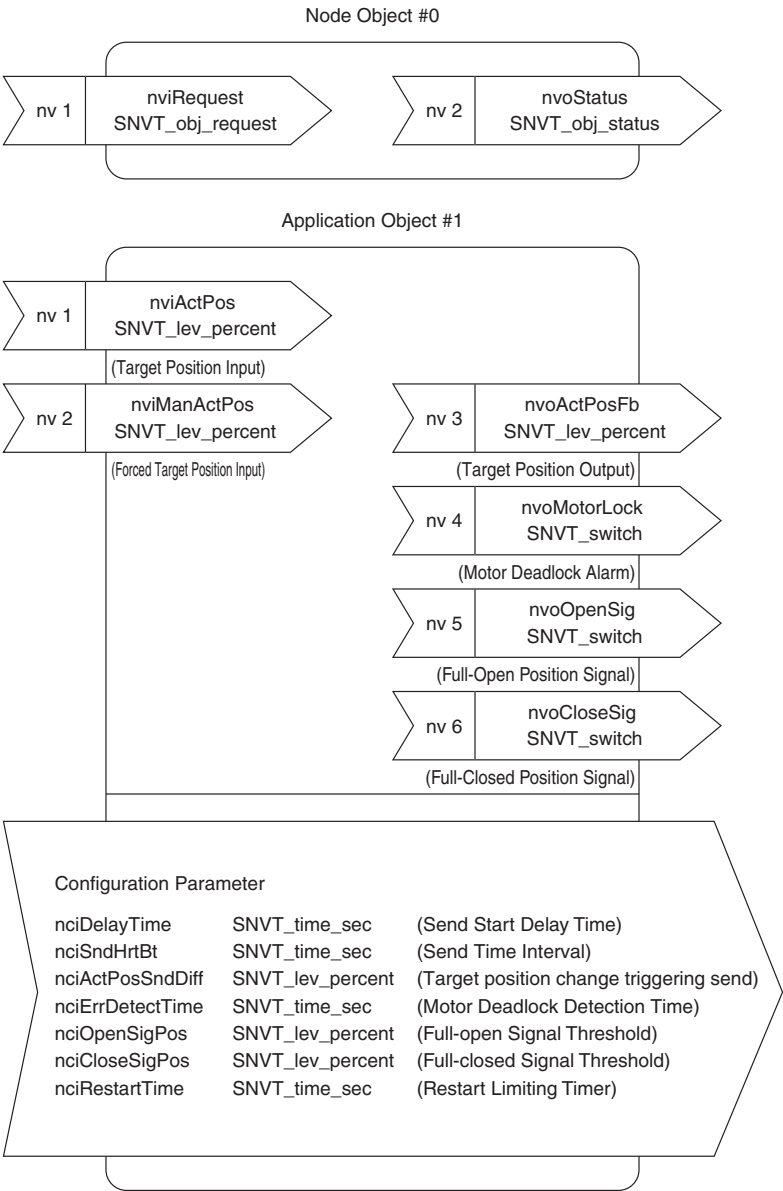 Node Object #0
nv 1
nviRequest
SNVT_obj_request
nv 2
nvoStatus
SNVT_obj_status
Application Object #1
nv 1
nviActPos
SNVT_lev_percent
(Target Position Input)
nv 2
nviManActPos
SNVT_lev_percent
(Forced Target Position Input)
nv 3
nvoActPosFb
SNVT_lev_percent
(Target Position Output)
nv 4
nvoMotorLock
SNVT_switch
(Motor Deadlock Alarm)
nv 5
nvoOpenSig
SNVT_switch
(Full-Open Position Signal)
nv 6
nvoCloseSig
SNVT_switch
(Full-Closed Position Signal)
Configuration Parameter
nciDelayTime SNVT_time_sec (Send Start Delay Time)
nciSndHrtBt SNVT_time_sec (Send Time Interval)
nciActPosSndDiff SNVT_lev_percent (Target position change triggering send)
nciErrDetectTime SNVT_time_sec (Motor Deadlock Detection Time)
nciOpenSigPos SNVT_lev_percent (Full-open Signal Threshold)
nciCloseSigPos SNVT_lev_percent (Full-closed Signal Threshold)
nciRestartTime SNVT_time_sec (Restart Limiting Timer)